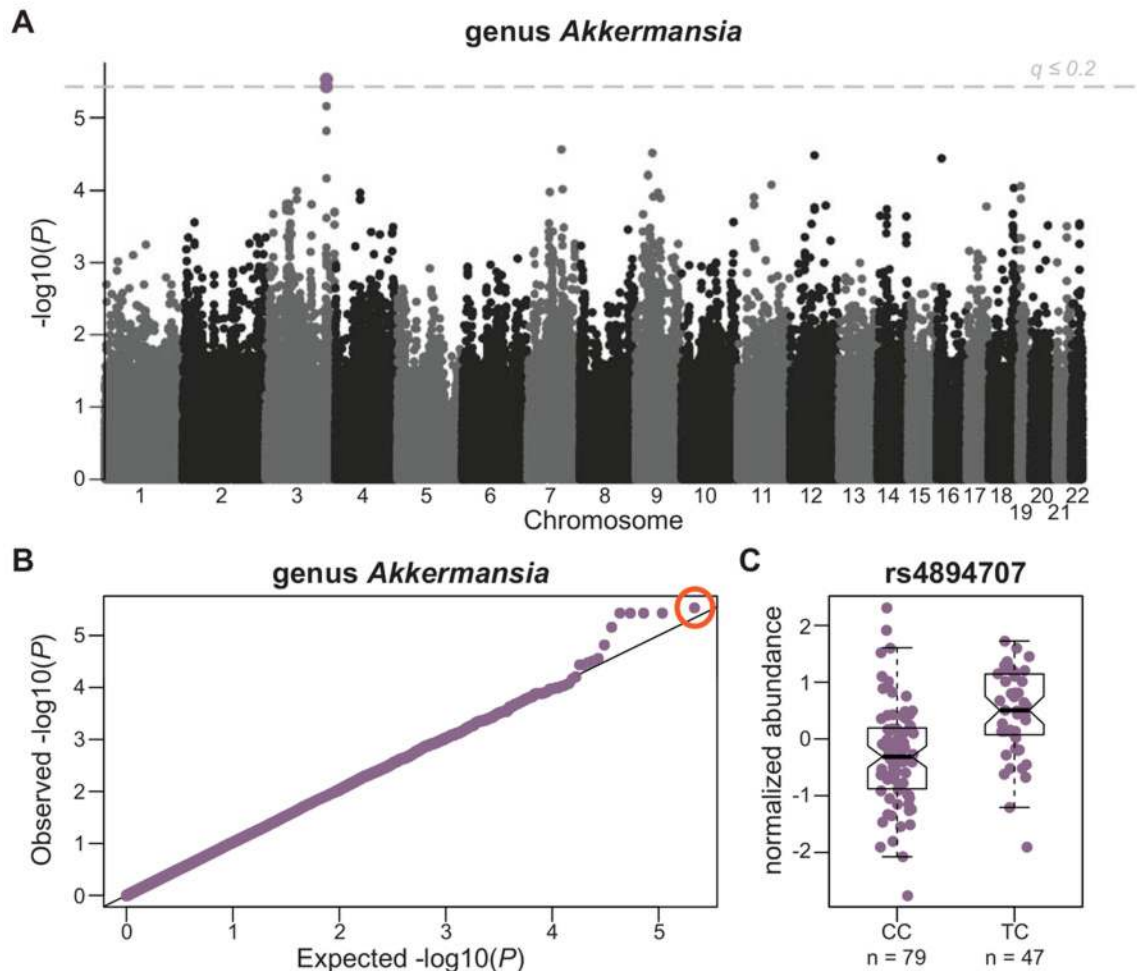 A
genus Akkermansia
q ≤ 0.2
-log10(P)
5
4
3
2
1
0
1 2 3 4 5 6 7 8 9 10 11 12 13 14 15 16 17 18 20 22
19 21
Chromosome
B
genus Akkermansia
Observed -log10(P)
5
4
3
2
1
0
0 1 2 3 4 5
Expected -log10(P)
C
rs4894707
normalized abundance
2
1
0
-1
-2
CC TC
n = 79 n = 47